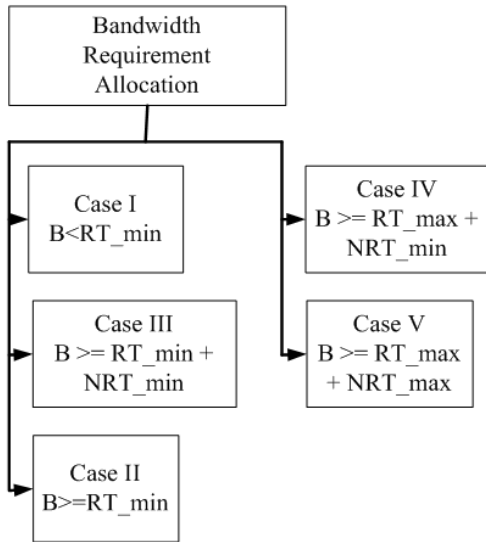 Bandwidth
Requirement
Allocation
Case I
B<RT_min
Case III
B >= RT_min +
NRT_min
Case II
B>=RT_min
Case IV
B >= RT_max +
NRT_min
Case V
B >= RT_max
+ NRT_max